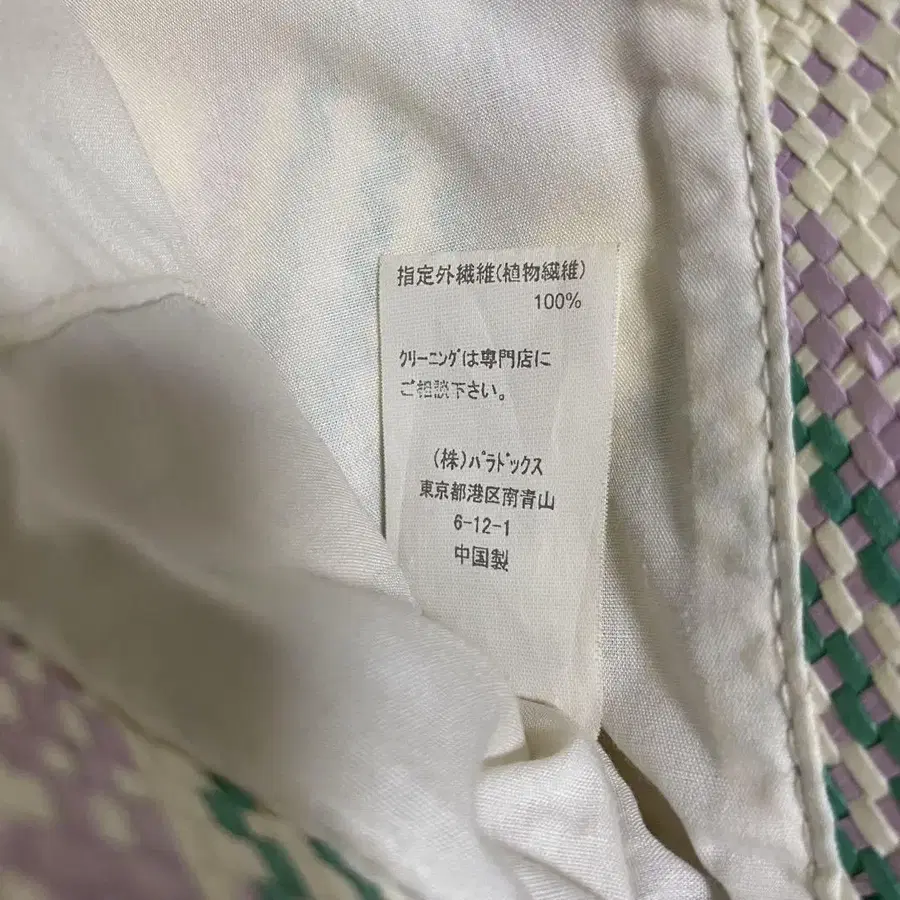 指定外繊維(植物繊維)
100%
ｸﾘｰﾆﾝｸﾞは専門店に
ご相談下さい。
(株)ﾊﾟﾗﾄﾞｯｸｽ
東京都港区南青山
6-12-1
中国製